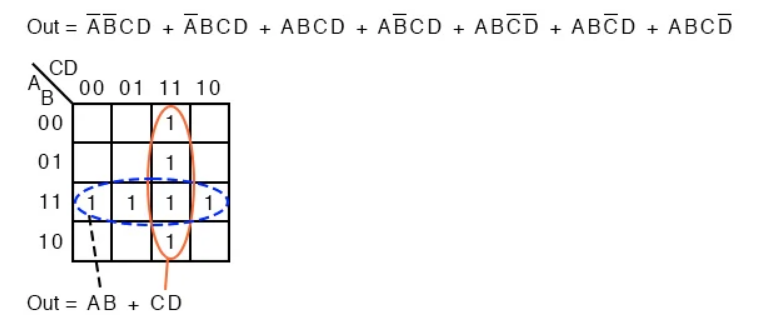 Out = A̅B̅CD + A̅BCD + ABCD + AB̅CD + ABC̅D̅ + ABC̅D + ABCD̅
CD
A
B
00 01 11 10
00 1
01 1
11 1 1 1 1
10 1
Out = AB + CD